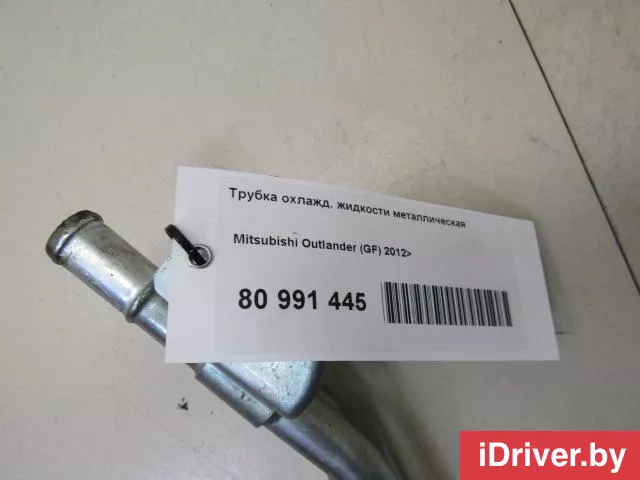 Трубка охлажд. жидкости металлическая
Mitsubishi Outlander (GF) 2012>
80 991 445
iDriver.by